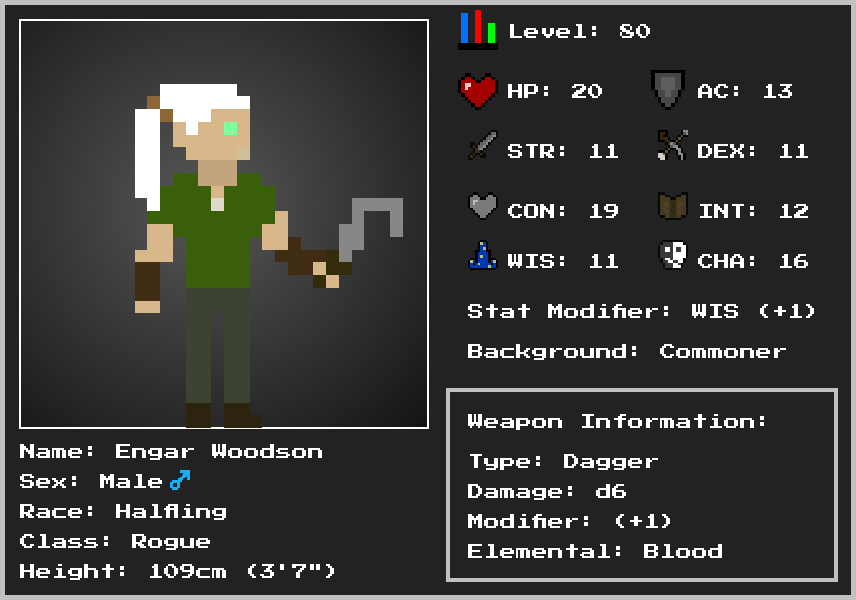 Level: 80
HP: 20 AC: 13
STR: 11 DEX: 11
CON: 19 INT: 12
WIS: 11 CHA: 16
Stat Modifier: WIS (+1)
Background: Commoner
Weapon Information:
Type: Dagger
Damage: d6
Modifier: (+1)
Elemental: Blood
Name: Engar Woodson
Sex: Male ♂
Race: Halfling
Class: Rogue
Height: 109cm (3'7")